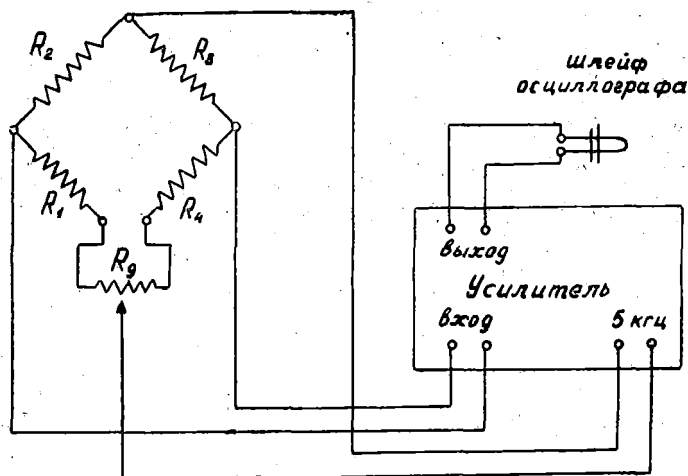 R2
R3
R1
R4
Rg
шлейф
осциллографа
выход
Усилитель
вход
5 кгц